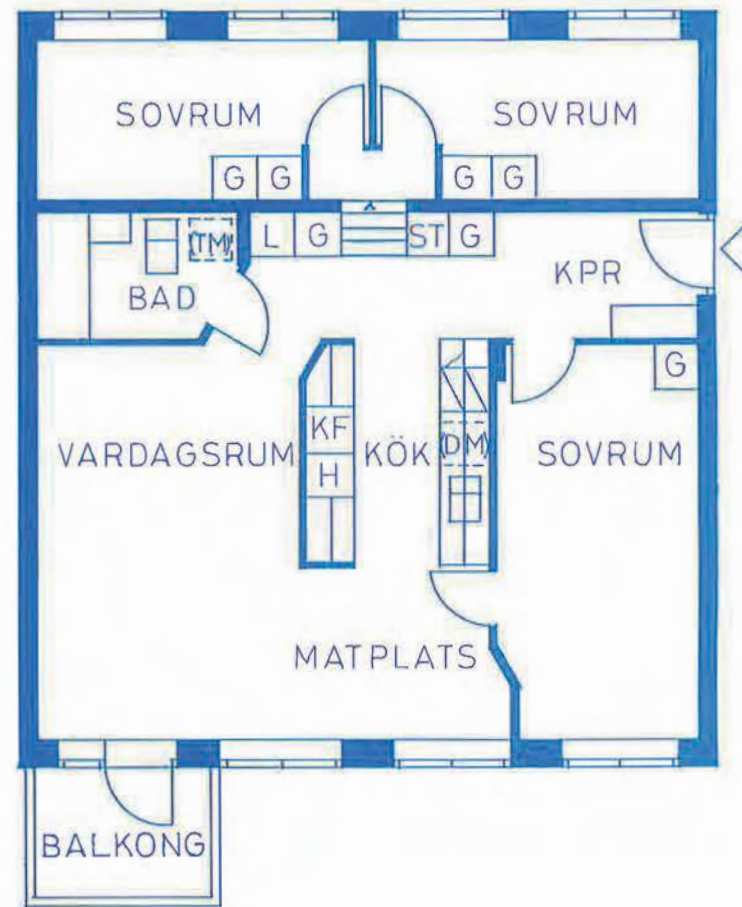 SOVRUM
SOVRUM
G G
G G
(TM)
L G
ST G
BAD
KPR
G
KF
H
VARDAGSRUM
KÖK
(DM)
SOVRUM
MATPLATS
BALKONG